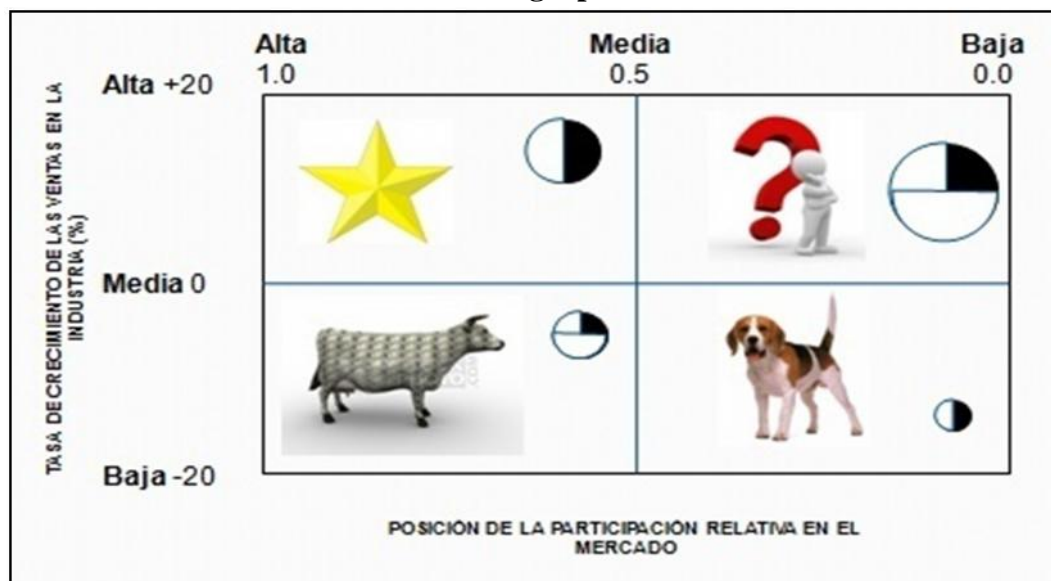 Alta Media Baja
1.0 0.5 0.0
Alta +20
TASA DE CRECIMIENTO DE LAS VENTAS EN LA
INDUSTRIA (%)
Media 0
Baja -20
POSICIÓN DE LA PARTICIPACIÓN RELATIVA EN EL
MERCADO